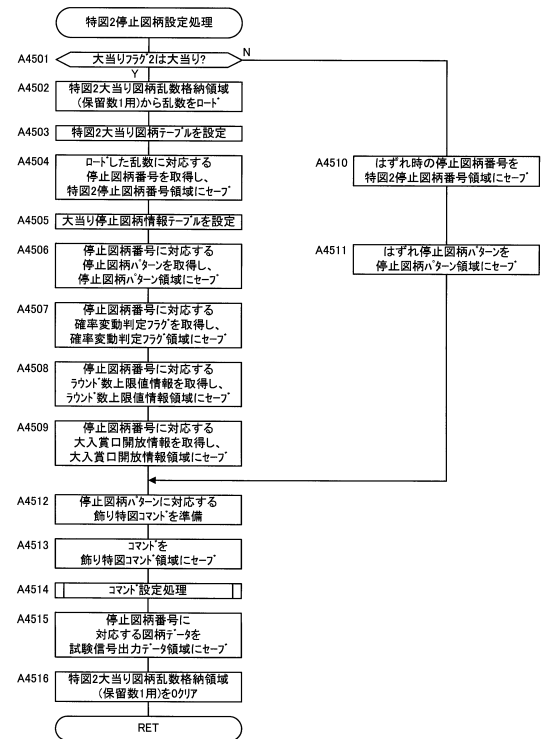 特図2停止図柄設定処理
A4501 大当りフラグ2は大当り?
N
Y
A4502 特図2大当り図柄乱数格納領域
(保留数1用)から乱数をロード
A4503 特図2大当り図柄テーブルを設定
A4504 ロードした乱数に対応する
停止図柄番号を取得し、
特図2停止図柄番号領域にセーブ
A4505 大当り停止図柄情報テーブルを設定
A4506 停止図柄番号に対応する
停止図柄パターンを取得し、
停止図柄パターン領域にセーブ
A4507 停止図柄番号に対応する
確率変動判定フラグを取得し、
確率変動判定フラグ領域にセーブ
A4508 停止図柄番号に対応する
ラウンド数上限値情報を取得し、
ラウンド数上限値情報領域にセーブ
A4509 停止図柄番号に対応する
大入賞口開放情報を取得し、
大入賞口開放情報領域にセーブ
A4510 はずれ時の停止図柄番号を
特図2停止図柄番号領域にセーブ
A4511 はずれ停止図柄パターンを
停止図柄パターン領域にセーブ
A4512 停止図柄パターンに対応する
飾り特図コマンドを準備
A4513 コマンドを
飾り特図コマンド領域にセーブ
A4514 コマンド設定処理
A4515 停止図柄番号に
対応する図柄データを
試験信号出力データ領域にセーブ
A4516 特図2大当り図柄乱数格納領域
(保留数1用)を0クリア
RET